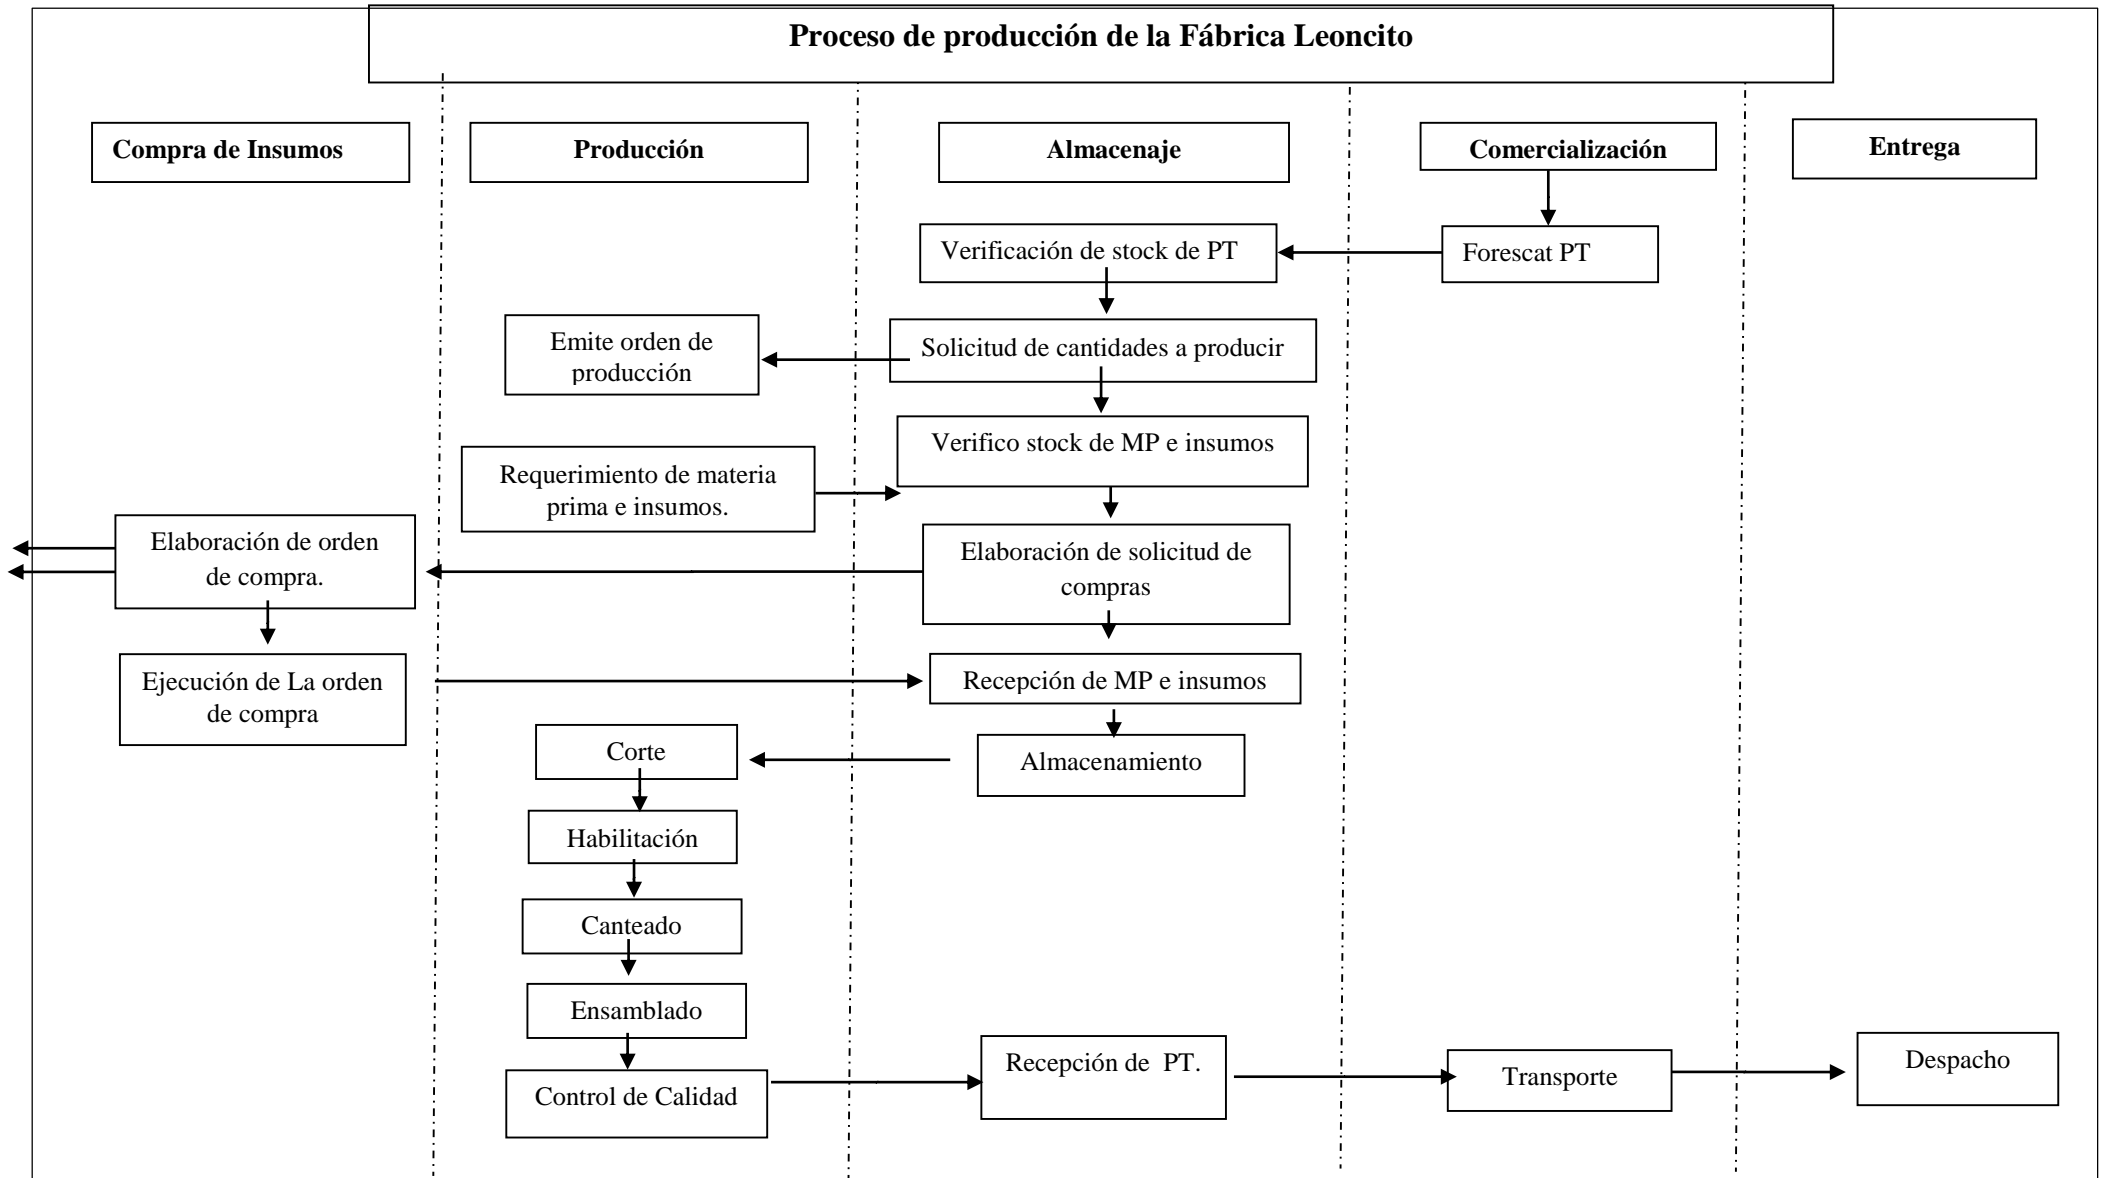 Proceso de producción de la Fábrica Leoncito
Compra de Insumos
Producción
Almacenaje
Comercialización
Entrega
Verificación de stock de PT
Forescat PT
Emite orden de
producción
Solicitud de cantidades a producir
Verifico stock de MP e insumos
Requerimiento de materia
prima e insumos.
Elaboración de orden
de compra.
Elaboración de solicitud de
compras
Ejecución de La orden
de compra
Recepción de MP e insumos
Corte
Almacenamiento
Habilitación
Canteado
Ensamblado
Control de Calidad
Recepción de PT.
Transporte
Despacho